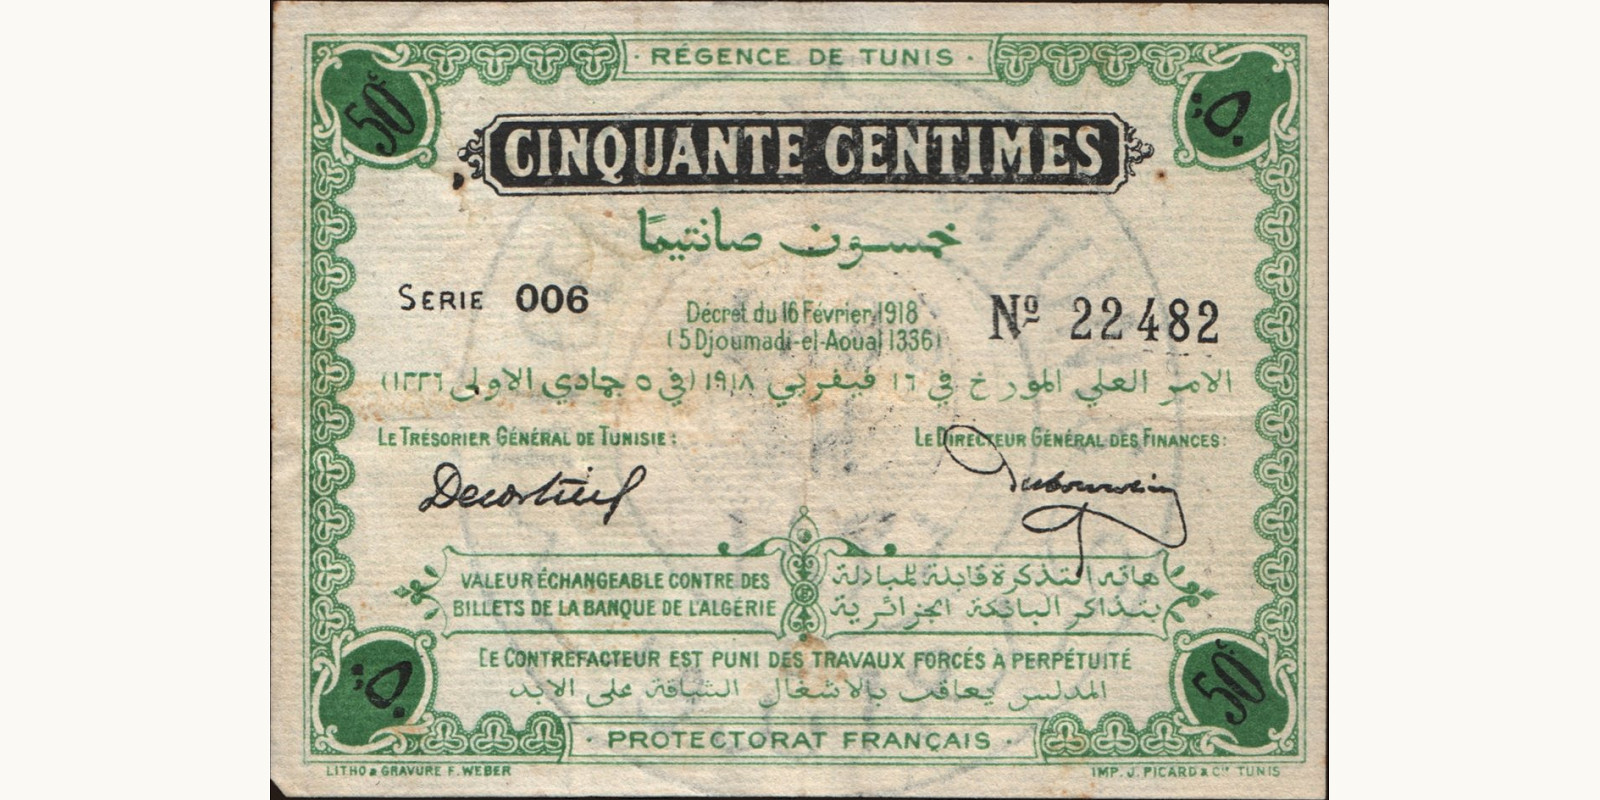 · RÉGENCE DE TUNIS ·
50c ٥٠
CINQUANTE CENTIMES
خمسون صانتيمًا
SERIE 006
Décret du 16 Février 1918
(5 Djoumadi-el-Aoual 1336)
Nº 22482
الامر العلي المورخ في ١٦ فيفريي ١٩١٨ (في ٥ جمادي الاولى ١٣٣٦)
LE TRÉSORIER GÉNÉRAL DE TUNISIE :
LE DIRECTEUR GÉNÉRAL DES FINANCES :
VALEUR ÉCHANGEABLE CONTRE DES
BILLETS DE LA BANQUE DE L'ALGÉRIE
هاته التذكرة قابلة للمبادلة
بتذاكر البانكة الجزائرية
LE CONTREFACTEUR EST PUNI DES TRAVAUX FORCÉS À PERPÉTUITÉ
المدلس يعاقب بالاشغال الشاقة على الابد
٥٠ 50c
· PROTECTORAT FRANÇAIS ·
LITHO & GRAVURE F. WEBER
IMP. J. PICARD & Cie TUNIS